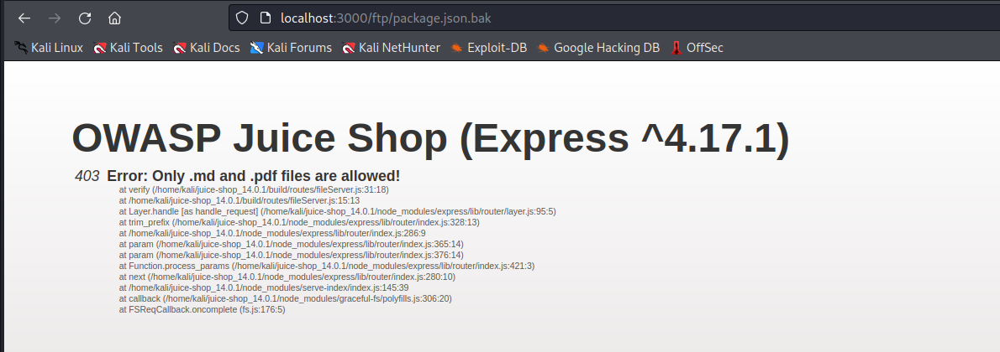 localhost:3000/ftp/package.json.bak
Kali Linux Kali Tools Kali Docs Kali Forums Kali NetHunter Exploit-DB Google Hacking DB OffSec
OWASP Juice Shop (Express ^4.17.1)
403 Error: Only .md and .pdf files are allowed!
at verify (/home/kali/juice-shop_14.0.1/build/routes/fileServer.js:31:18)
at /home/kali/juice-shop_14.0.1/build/routes/fileServer.js:15:13
at Layer.handle [as handle_request] (/home/kali/juice-shop_14.0.1/node_modules/express/lib/router/layer.js:95:5)
at trim_prefix (/home/kali/juice-shop_14.0.1/node_modules/express/lib/router/index.js:328:13)
at /home/kali/juice-shop_14.0.1/node_modules/express/lib/router/index.js:286:9
at param (/home/kali/juice-shop_14.0.1/node_modules/express/lib/router/index.js:365:14)
at param (/home/kali/juice-shop_14.0.1/node_modules/express/lib/router/index.js:376:14)
at Function.process_params (/home/kali/juice-shop_14.0.1/node_modules/express/lib/router/index.js:421:3)
at next (/home/kali/juice-shop_14.0.1/node_modules/express/lib/router/index.js:280:10)
at /home/kali/juice-shop_14.0.1/node_modules/serve-index/index.js:145:39
at callback (/home/kali/juice-shop_14.0.1/node_modules/graceful-fs/polyfills.js:306:20)
at FSReqCallback.oncomplete (fs.js:176:5)